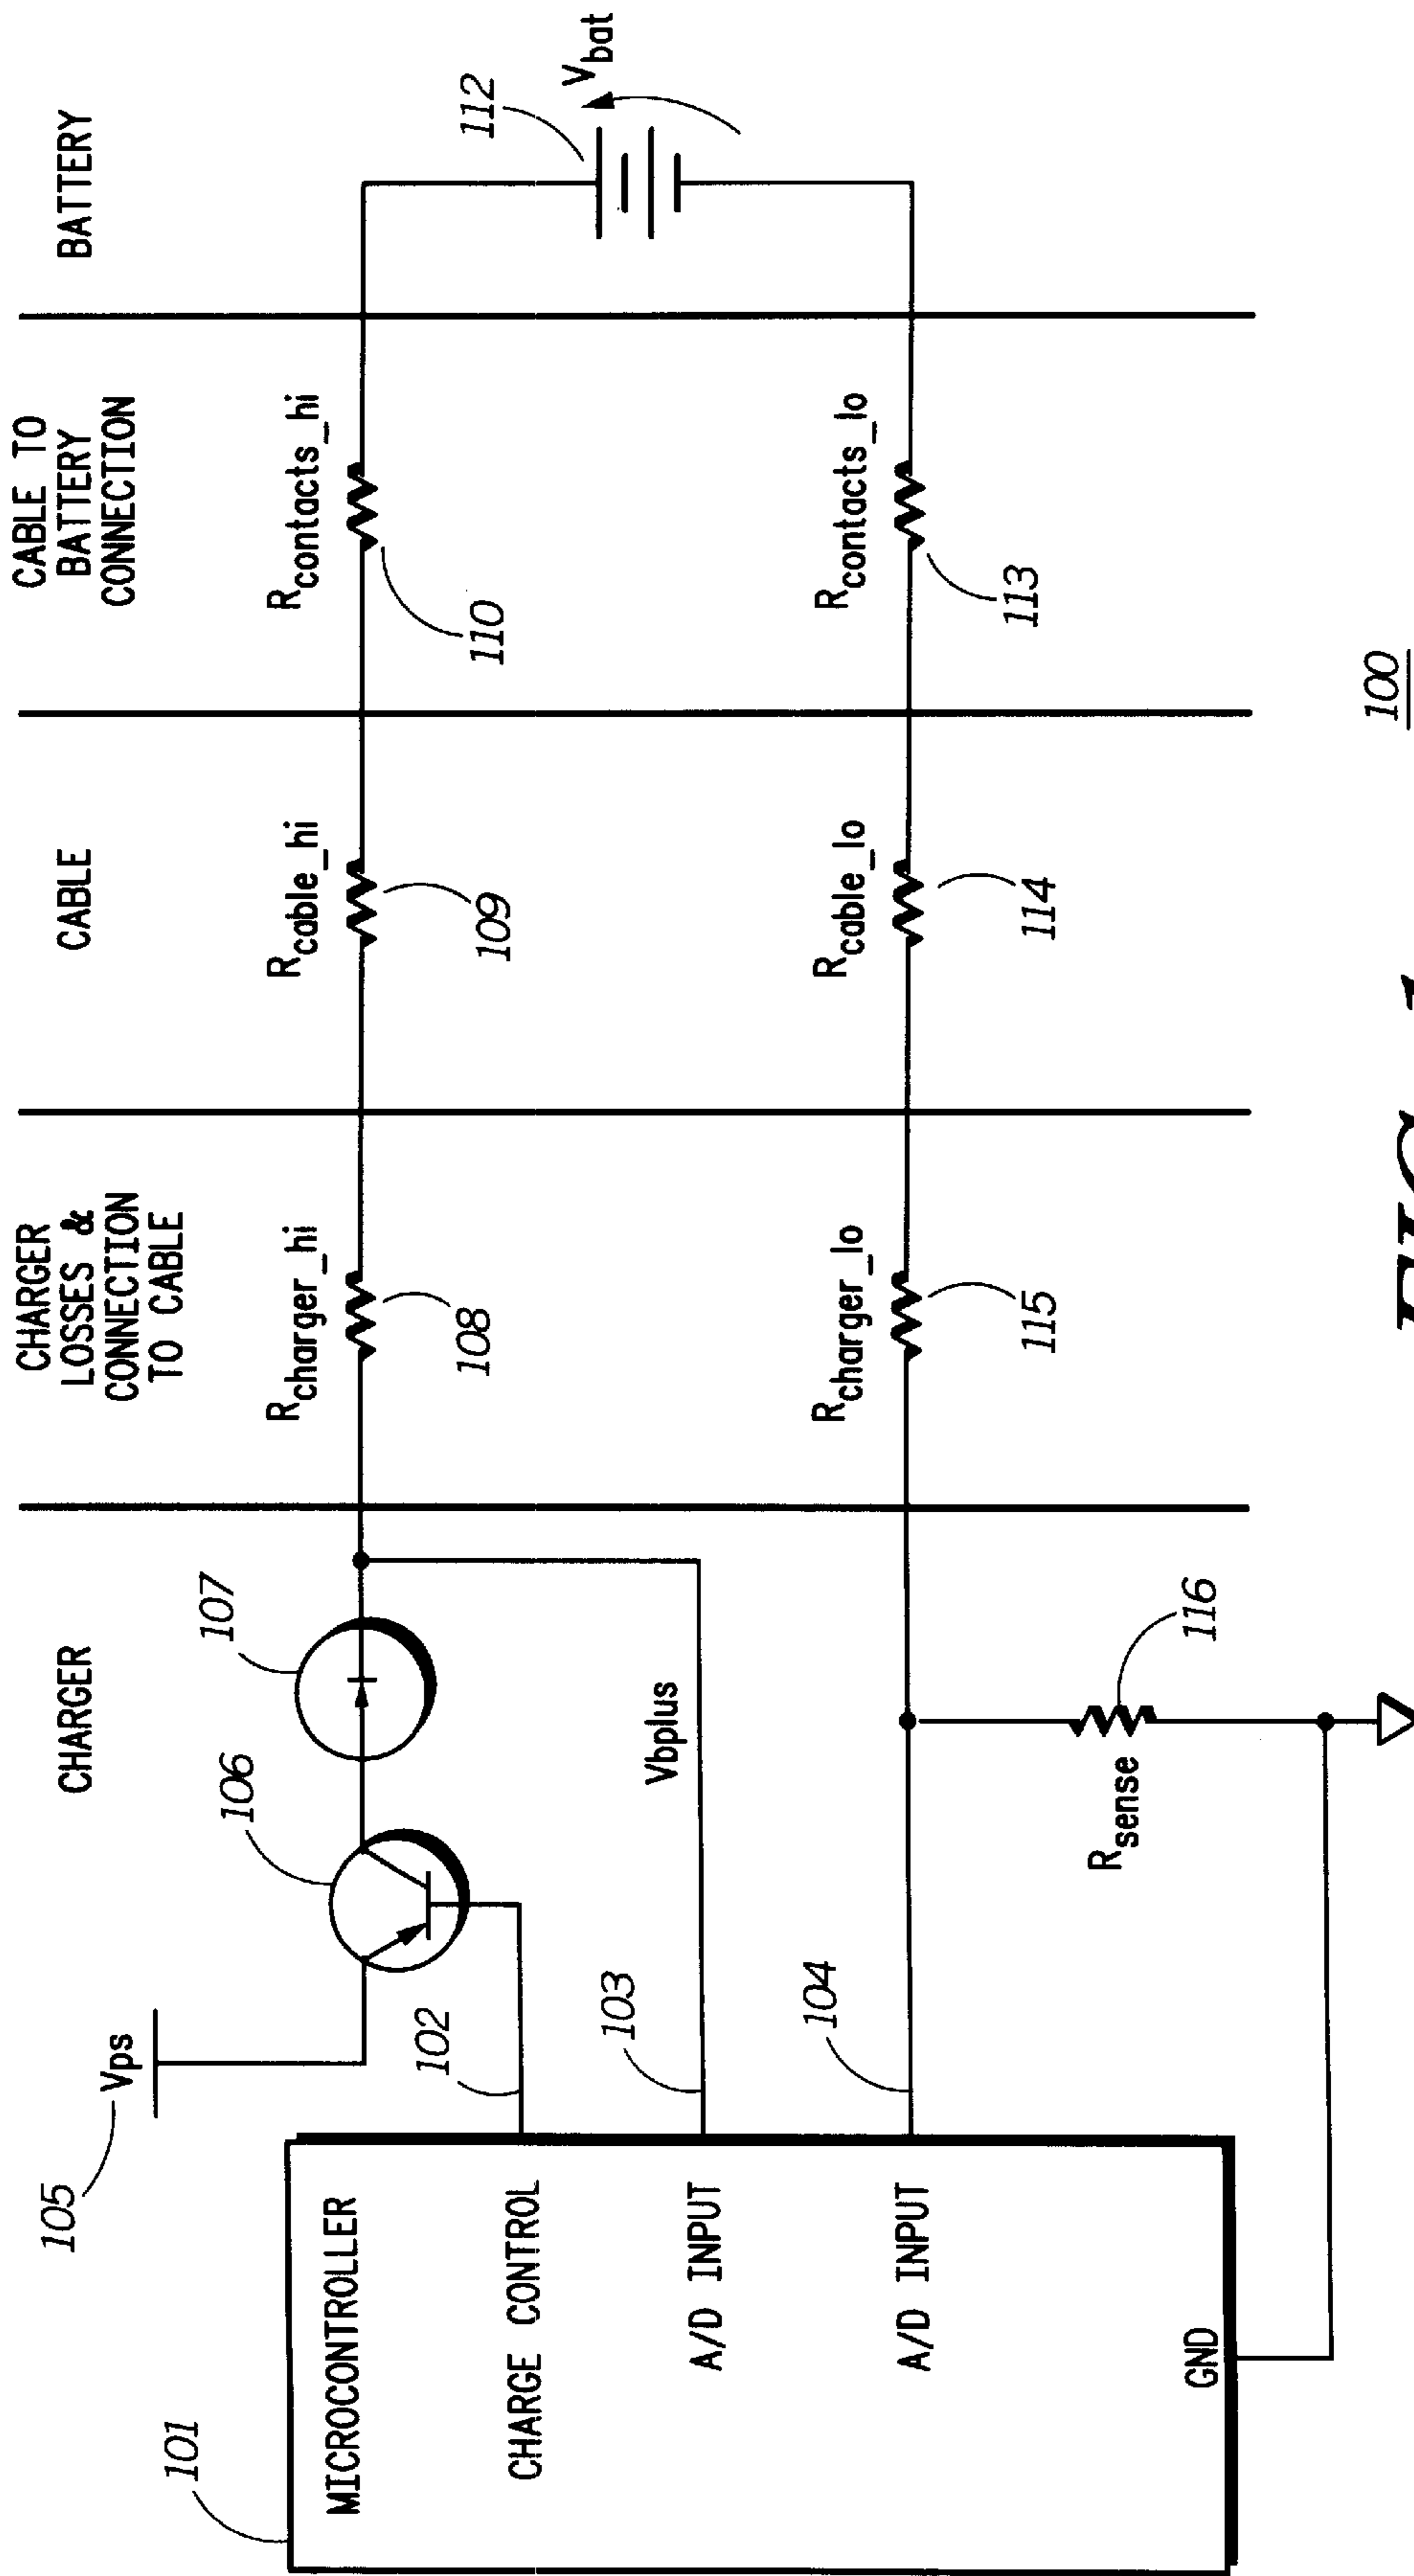 CHARGER
CHARGER
LOSSES &
CONNECTION
TO CABLE
CABLE
CABLE TO
BATTERY
CONNECTION
BATTERY
105
Vps
106
107
Rcharger_hi
108
Rcable_hi
109
Rcontacts_hi
110
112
Vbat
101
MICROCONTROLLER
CHARGE CONTROL
102
A/D INPUT
103
Vbplus
A/D INPUT
104
Rcharger_lo
115
Rcable_lo
114
Rcontacts_lo
113
Rsense
116
GND
100